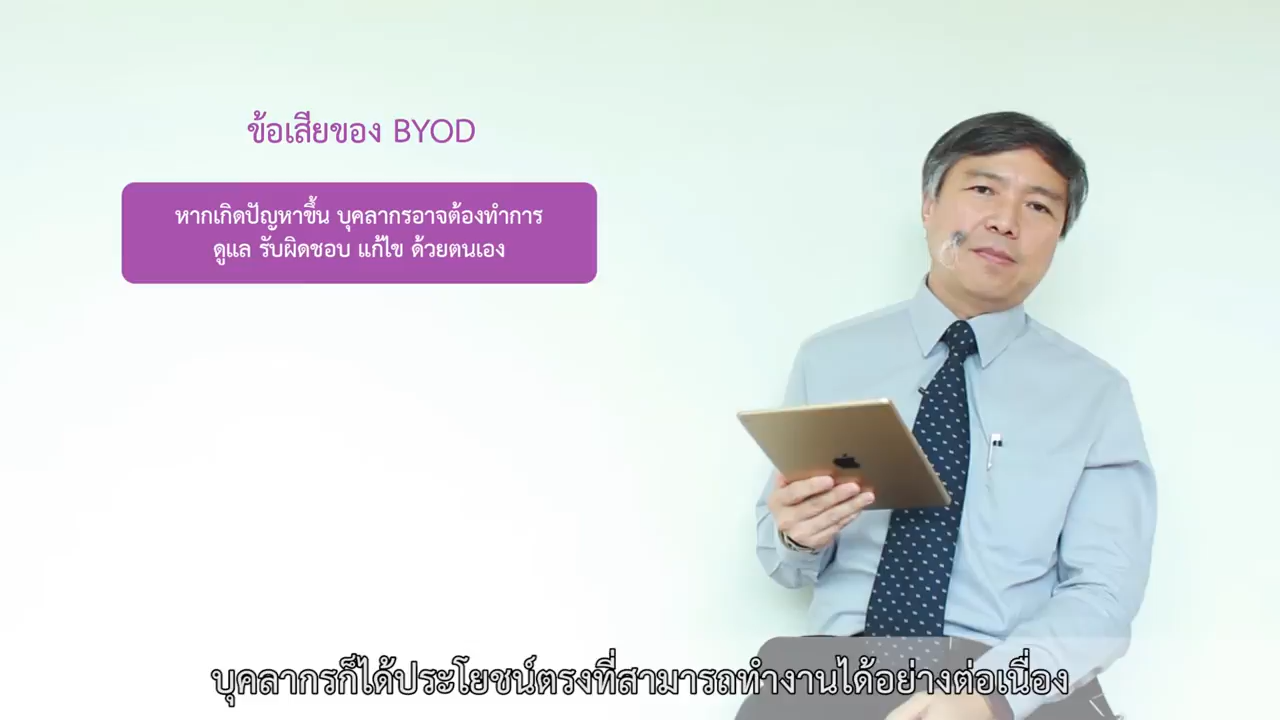 ข้อเสียของ BYOD
หากเกิดปัญหาขึ้น บุคลากรอาจต้องทำการ
ดูแล รับผิดชอบ แก้ไข ด้วยตนเอง
บุคลากรก็ได้ประโยชน์ตรงที่สามารถทำงานได้อย่างต่อเนื่อง